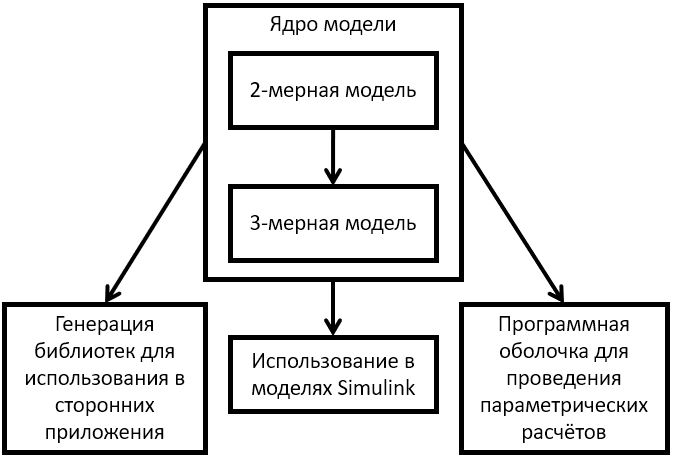 Ядро модели
2-мерная модель
3-мерная модель
Генерация
библиотек для
использования в
сторонних
приложения
Использование в
моделях Simulink
Программная
оболочка для
проведения
параметрических
расчётов